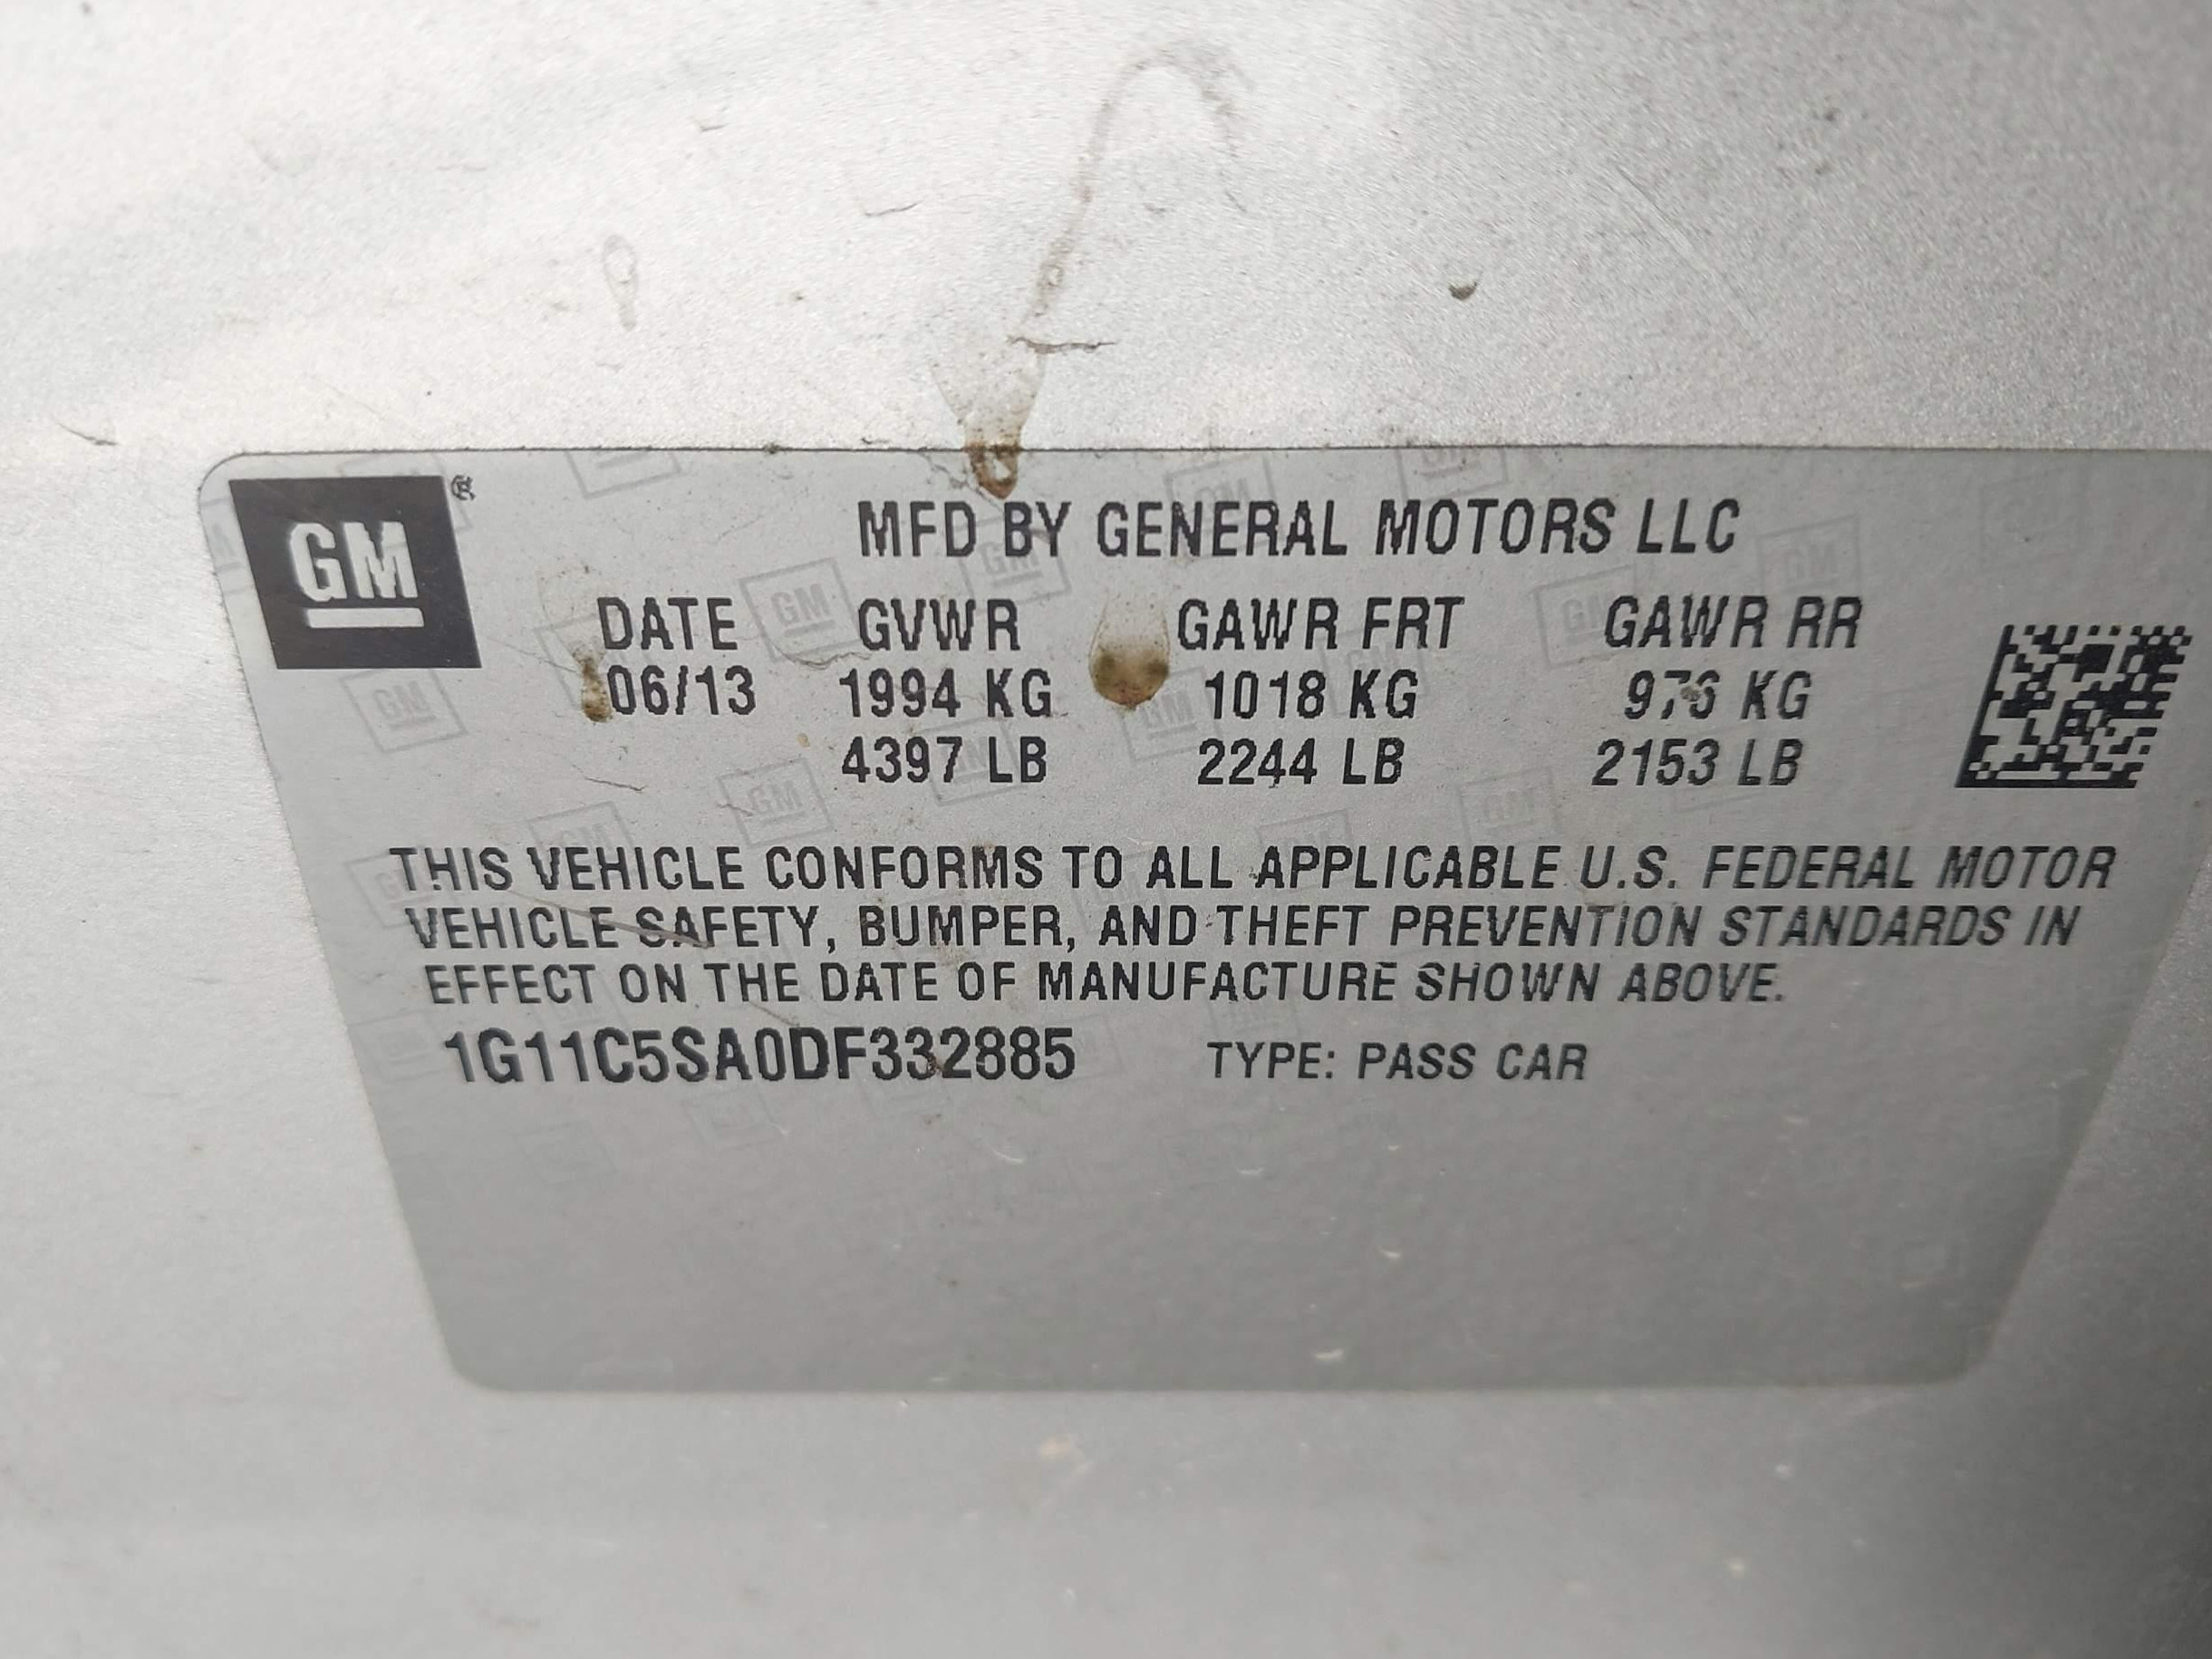 GM ®
MFD BY GENERAL MOTORS LLC
DATE GVWR GAWR FRT GAWR RR
06/13 1994 KG 1018 KG 976 KG
4397 LB 2244 LB 2153 LB
THIS VEHICLE CONFORMS TO ALL APPLICABLE U.S. FEDERAL MOTOR
VEHICLE SAFETY, BUMPER, AND THEFT PREVENTION STANDARDS IN
EFFECT ON THE DATE OF MANUFACTURE SHOWN ABOVE.
1G11C5SA0DF332885 TYPE: PASS CAR